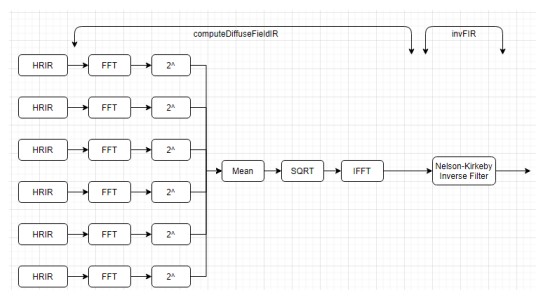 computeDiffuseFieldIR
invFIR
HRIR FFT 2^
HRIR FFT 2^
HRIR FFT 2^
Mean SQRT IFFT
Nelson-Kirkeby
Inverse Filter
HRIR FFT 2^
HRIR FFT 2^
HRIR FFT 2^